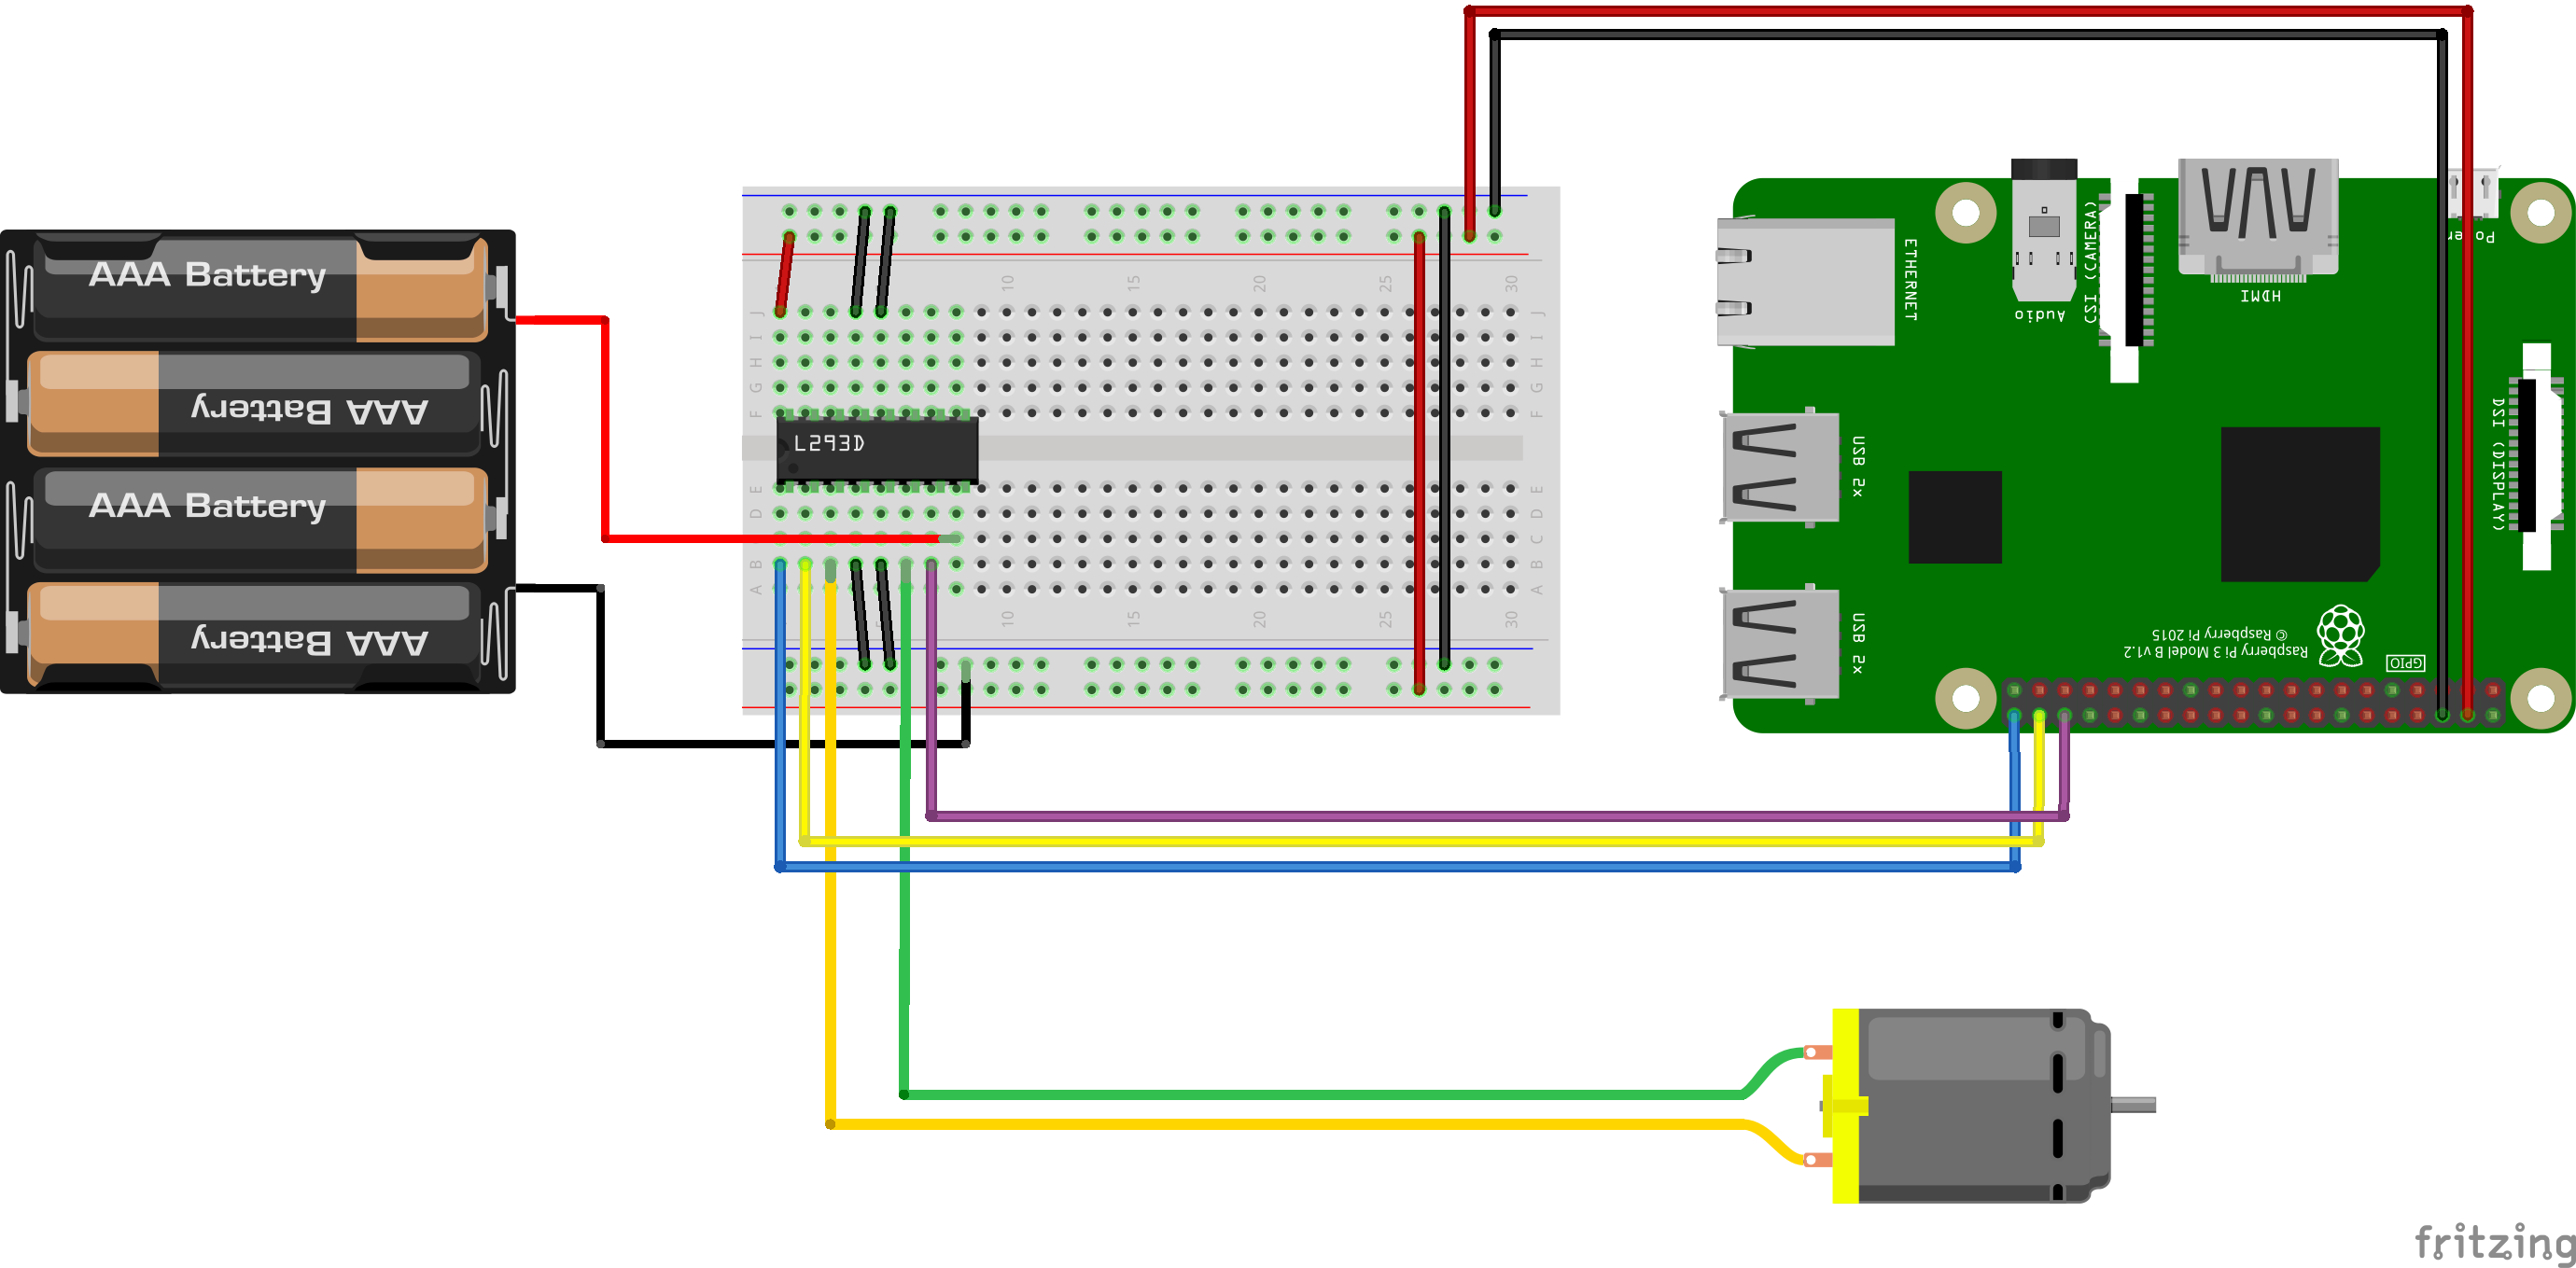 AAA Battery
AAA Battery
AAA Battery
AAA Battery
10
15
20
25
30
J
J
I
I
H
H
G
G
F
F
L293D
E
E
D
D
C
C
B
B
A
A
10
15
20
25
30
ETHERNET
Audio
CSI (CAMERA)
HDMI
Power
USB 2x
USB 2x
DSI (DISPLAY)
© Raspberry Pi 2015
Raspberry Pi 3 Model B v1.2
GPIO
fritzing